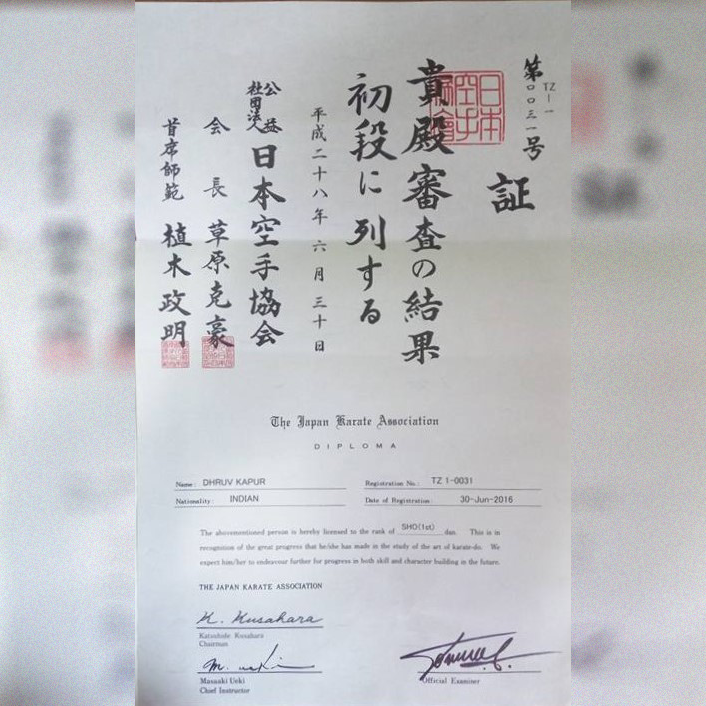 TZ-1
第〇〇三一号
証
日本空手協會
貴殿審査の結果
初段に列する
平成二十八年六月三十日
公益社団法人 日本空手協会
会長 草原克豪
首席師範 植木政明
The Japan Karate Association
DIPLOMA
Name: DHRUV KAPUR Registration No.: TZ 1-0031
Nationality: INDIAN Date of Registration: 30-Jun-2016
The abovementioned person is hereby licensed to the rank of SHO(1st) dan. This is in
recognition of the great progress that he/she has made in the study of the art of karate-do. We
expect him/her to endeavour further for progress in both skill and character building in the future.
THE JAPAN KARATE ASSOCIATION
K. Kusahara
Katsuhide Kusahara
Chairman
M. Ueki
Masaaki Ueki
Chief Instructor
Official Examiner